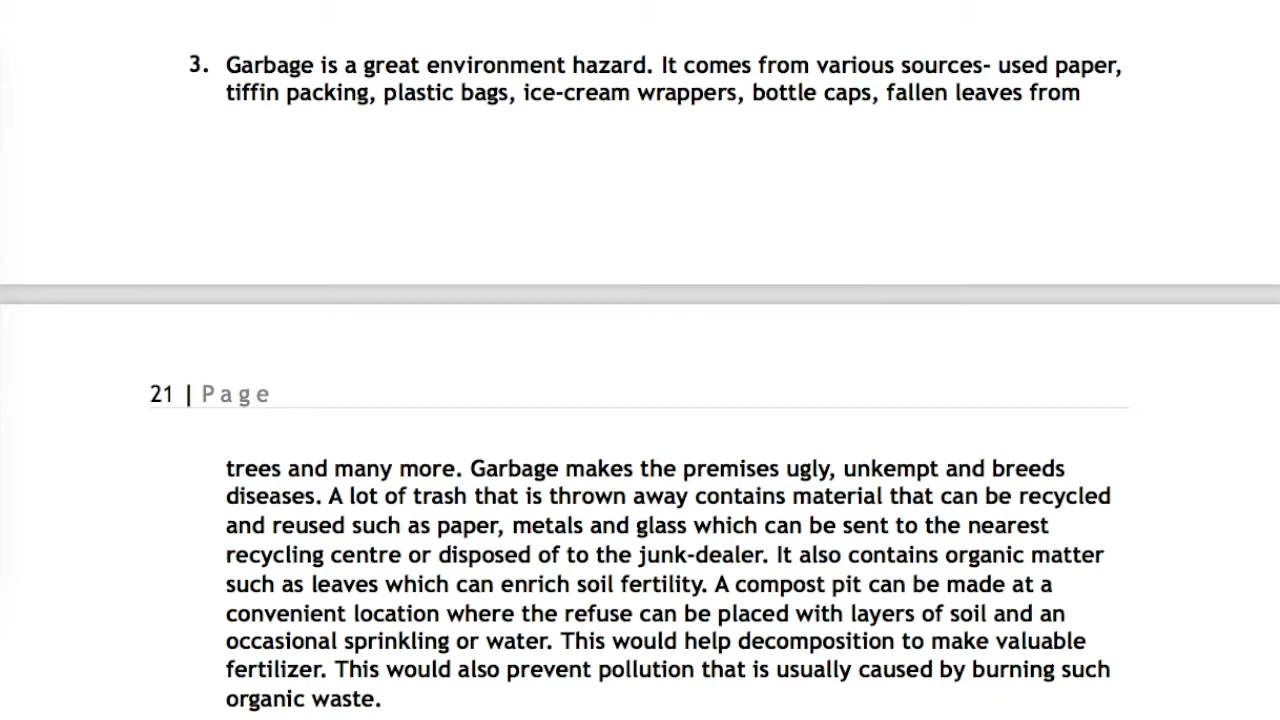 3. Garbage is a great environment hazard. It comes from various sources- used paper,
tiffin packing, plastic bags, ice-cream wrappers, bottle caps, fallen leaves from
21 | Page
trees and many more. Garbage makes the premises ugly, unkempt and breeds
diseases. A lot of trash that is thrown away contains material that can be recycled
and reused such as paper, metals and glass which can be sent to the nearest
recycling centre or disposed of to the junk-dealer. It also contains organic matter
such as leaves which can enrich soil fertility. A compost pit can be made at a
convenient location where the refuse can be placed with layers of soil and an
occasional sprinkling or water. This would help decomposition to make valuable
fertilizer. This would also prevent pollution that is usually caused by burning such
organic waste.